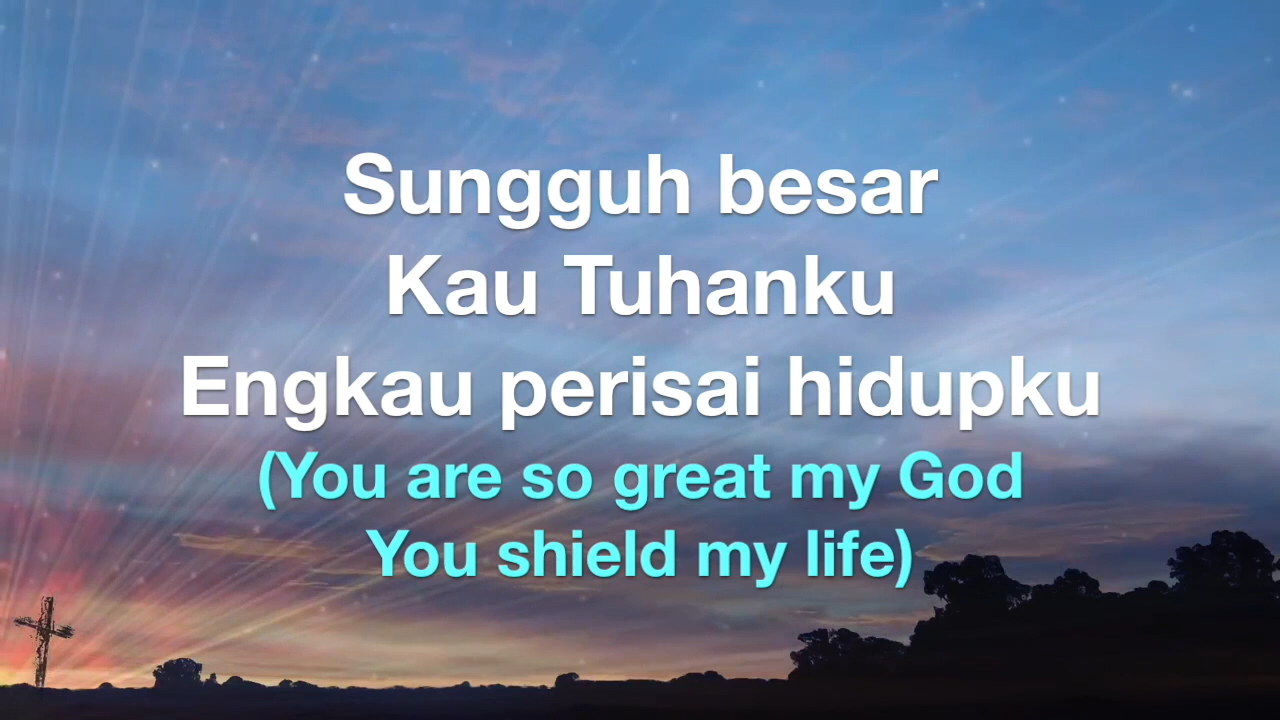 Sungguh besar
Kau Tuhanku
Engkau perisai hidupku
(You are so great my God
You shield my life)